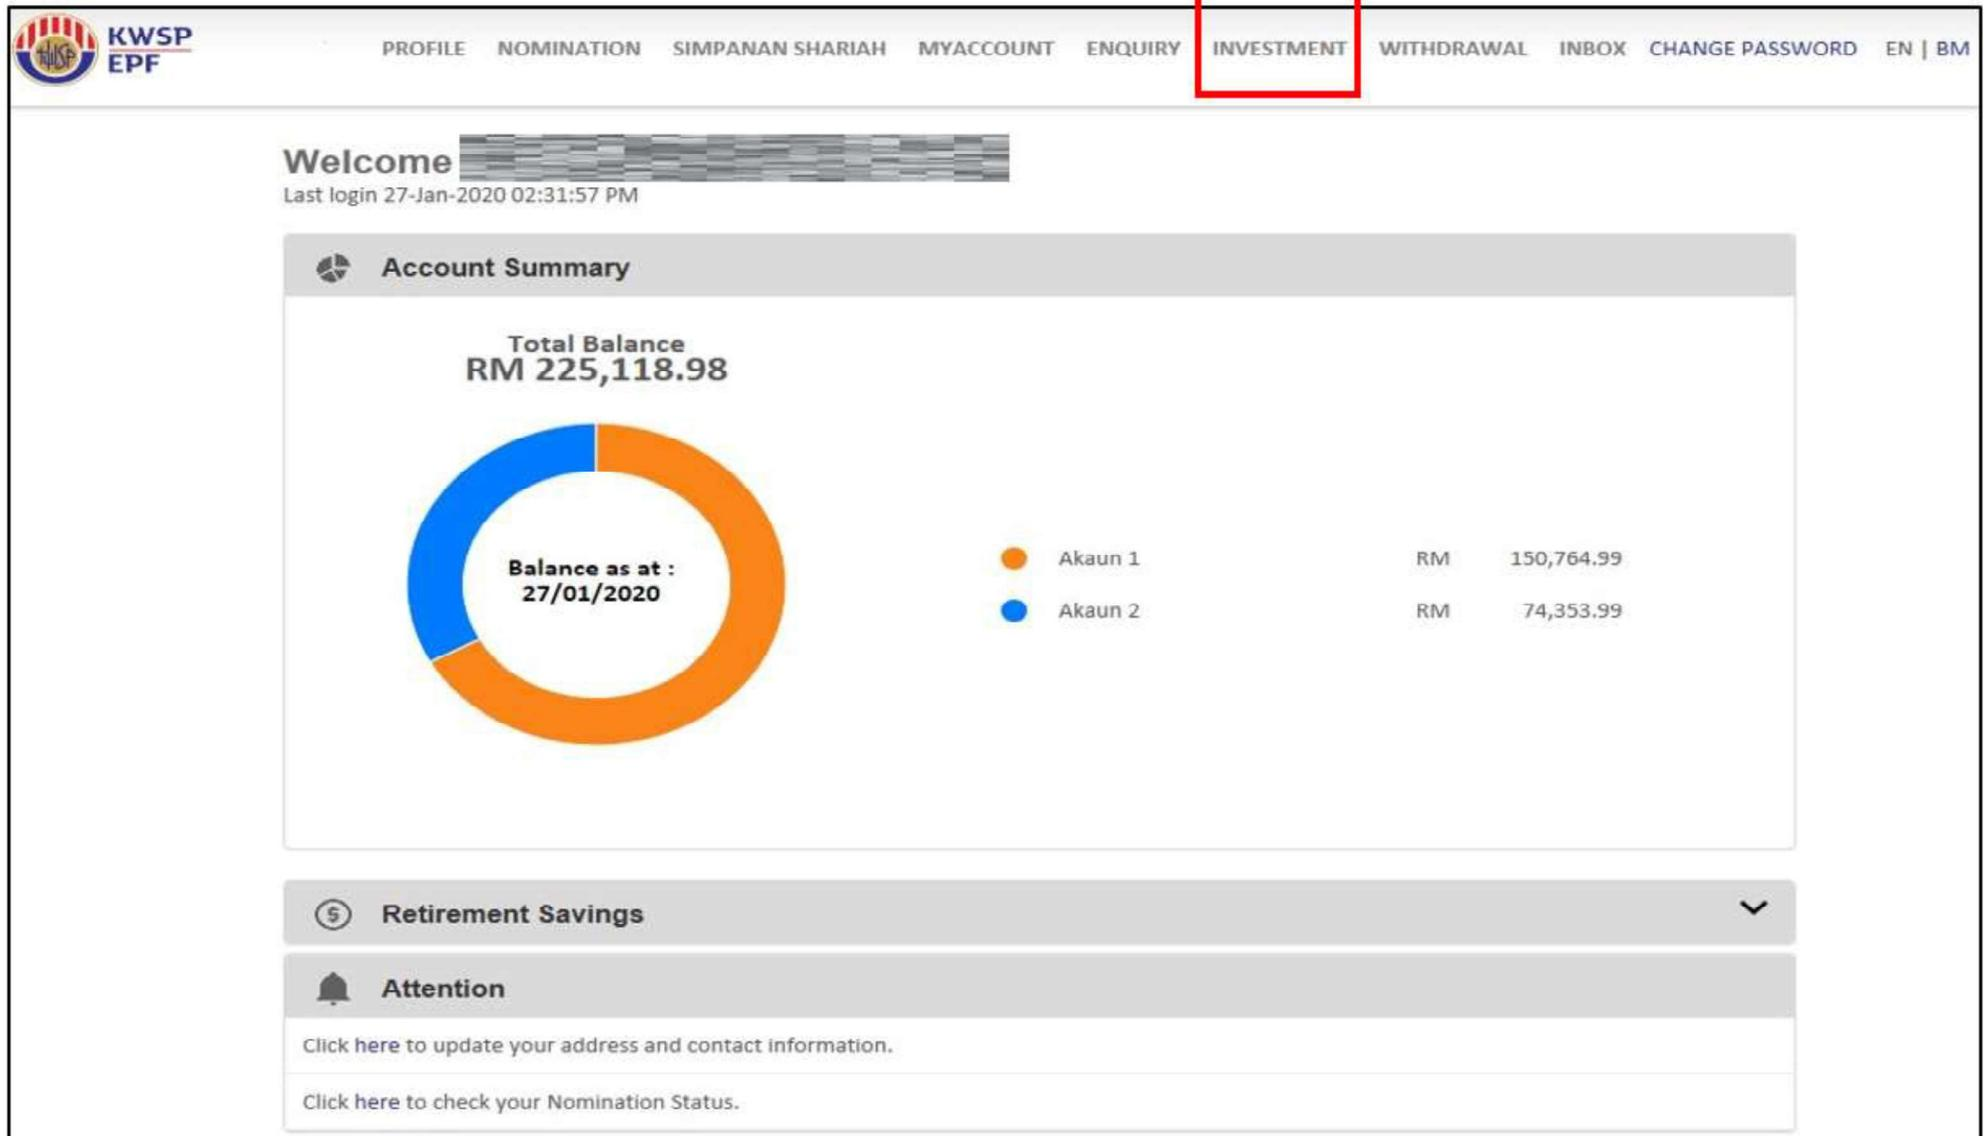 KWSP
EPF
PROFILE NOMINATION SIMPANAN SHARIAH MYACCOUNT ENQUIRY INVESTMENT WITHDRAWAL INBOX CHANGE PASSWORD EN | BM
Welcome
Last login 27-Jan-2020 02:31:57 PM
Account Summary
Total Balance
RM 225,118.98
Balance as at :
27/01/2020
Akaun 1 RM 150,764.99
Akaun 2 RM 74,353.99
Retirement Savings
Attention
Click here to update your address and contact information.
Click here to check your Nomination Status.